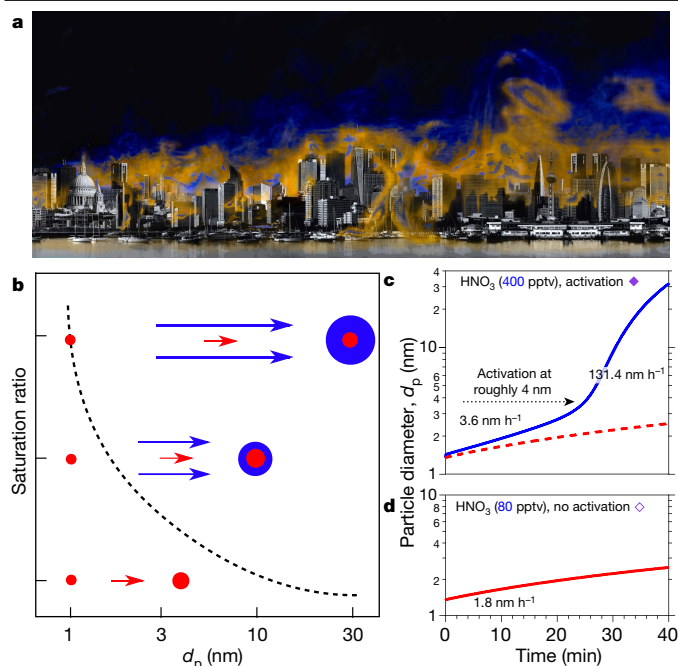 a
b
Saturation ratio
1
3
10
30
dp (nm)
c
HNO3 (400 pptv), activation
Activation at
roughly 4 nm
131.4 nm h–1
3.6 nm h–1
4
3
2
10
8
6
5
4
3
2
1
Particle diameter, dp (nm)
d
HNO3 (80 pptv), no activation
1.8 nm h–1
10
8
6
4
2
1
0
10
20
30
40
Time (min)